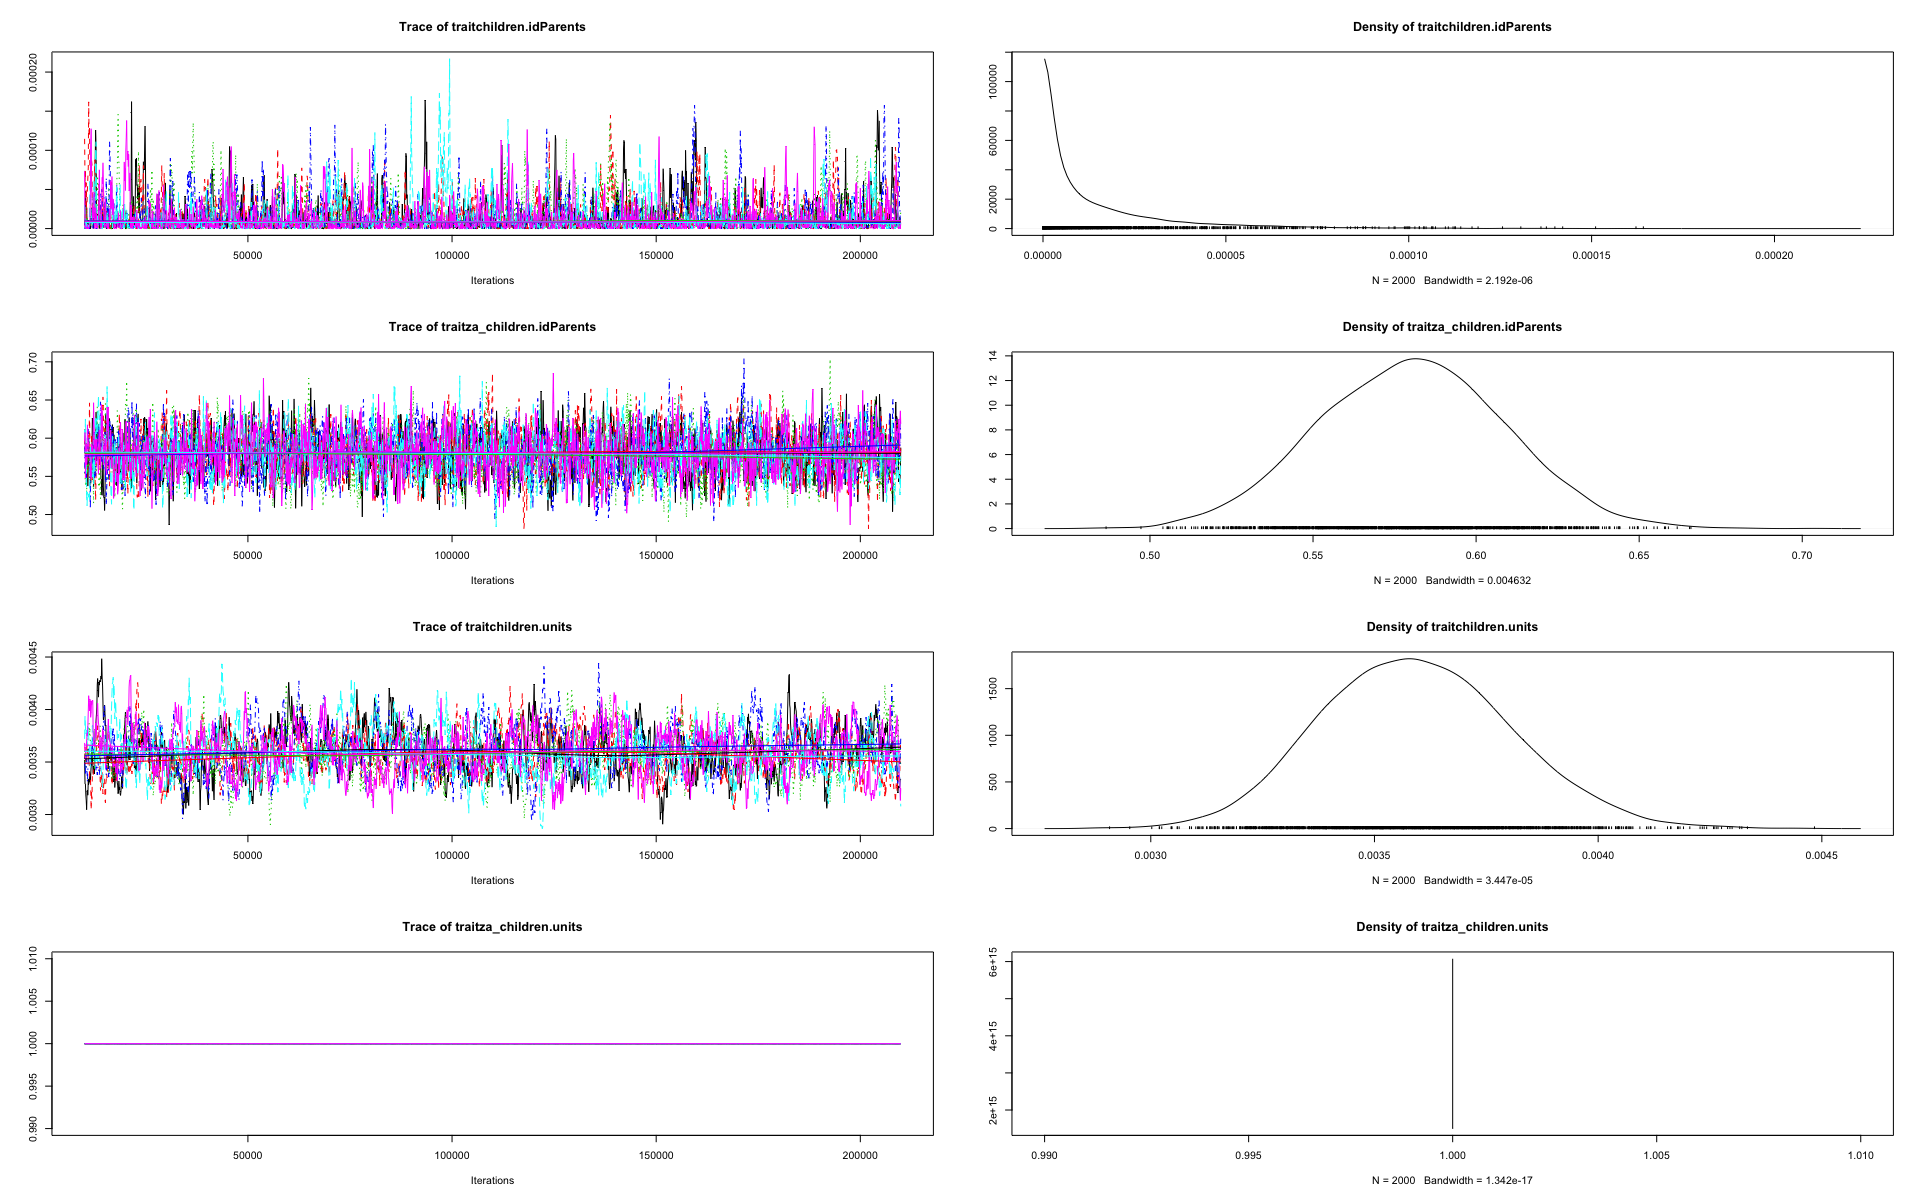 Trace of traitchildren.idParents
0.00000 0.00010 0.00020
50000 100000 150000 200000
Iterations
Density of traitchildren.idParents
0 20000 60000 100000
0.00000 0.00005 0.00010 0.00015 0.00020
N = 2000 Bandwidth = 2.192e-06
Trace of traitza_children.idParents
0.50 0.55 0.60 0.65 0.70
50000 100000 150000 200000
Iterations
Density of traitza_children.idParents
0 2 4 6 8 10 12 14
0.50 0.55 0.60 0.65 0.70
N = 2000 Bandwidth = 0.004632
Trace of traitchildren.units
0.0030 0.0035 0.0040 0.0045
50000 100000 150000 200000
Iterations
Density of traitchildren.units
0 500 1000 1500
0.0030 0.0035 0.0040 0.0045
N = 2000 Bandwidth = 3.447e-05
Trace of traitza_children.units
0.990 0.995 1.000 1.005 1.010
50000 100000 150000 200000
Iterations
Density of traitza_children.units
2e+15 4e+15 6e+15
0.990 0.995 1.000 1.005 1.010
N = 2000 Bandwidth = 1.342e-17